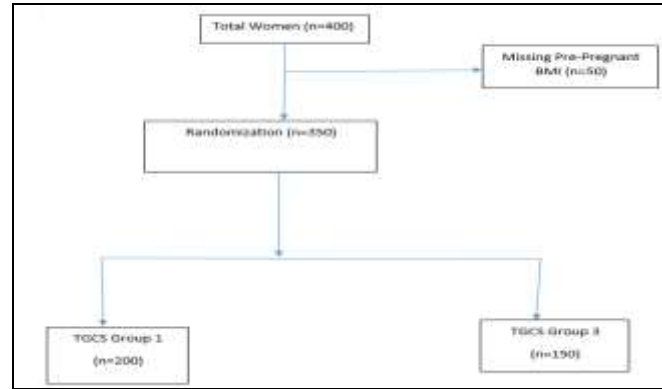 Total Women (n=400)
Missing Pre-Pregnant
BMI (n=50)
Randomization (n=350)
TGCS Group 1
(n=200)
TGCS Group 3
(n=150)